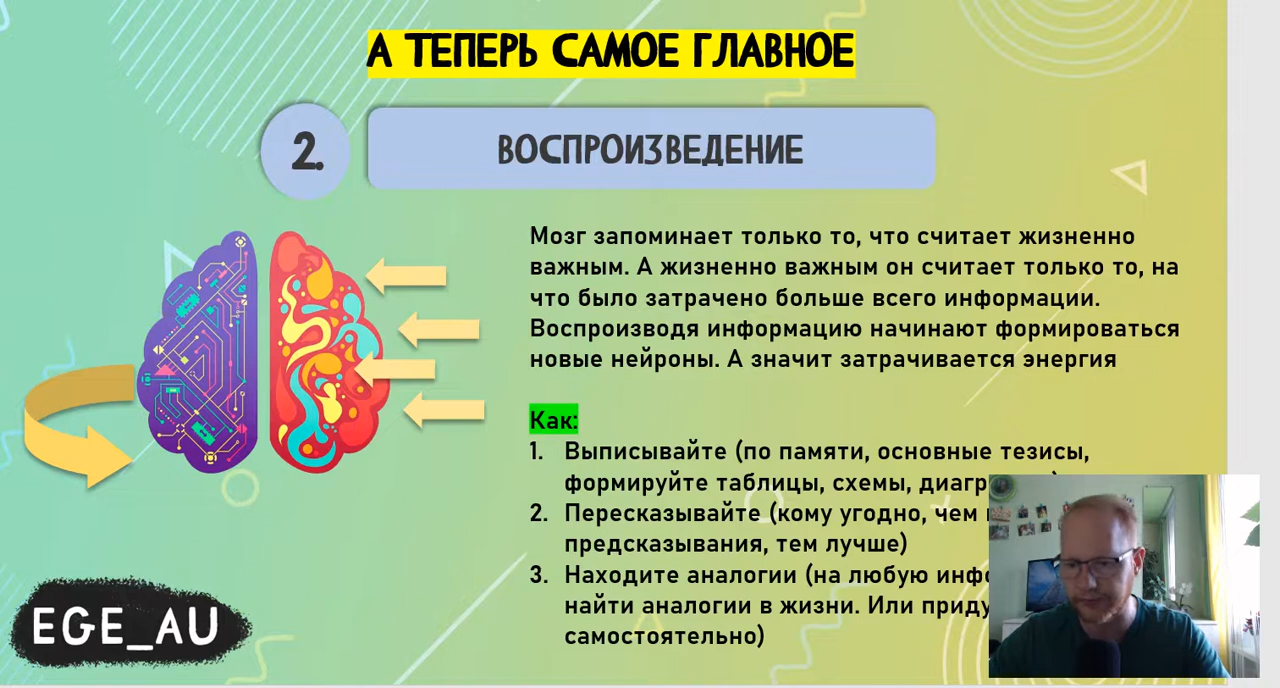 А ТЕПЕРЬ САМОЕ ГЛАВНОЕ
2.
ВОСПРОИЗВЕДЕНИЕ
Мозг запоминает только то, что считает жизненно
важным. А жизненно важным он считает только то, на
что было затрачено больше всего информации.
Воспроизводя информацию начинают формироваться
новые нейроны. А значит затрачивается энергия
Как:
1. Выписывайте (по памяти, основные тезисы,
формируйте таблицы, схемы,
2. Пересказывайте (кому угодно, чем
предсказывания, тем лучше)
3. Находите аналогии (на любую
найти аналогии в жизни. Или
самостоятельно)
EGE_AU